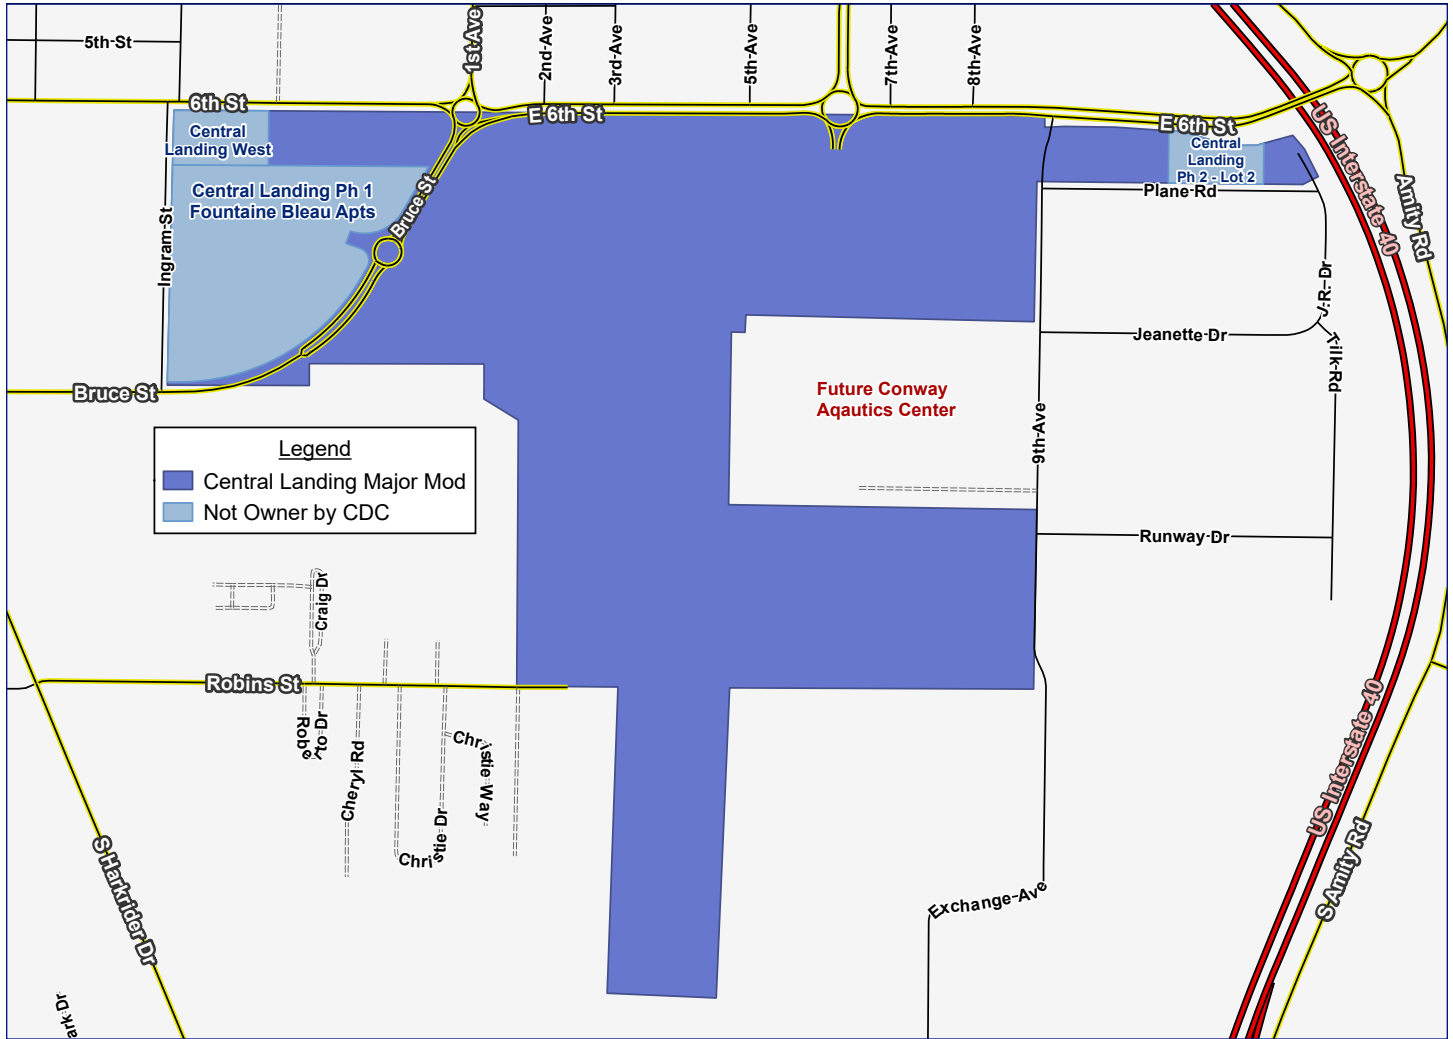 5th St
1st Ave
2nd Ave
3rd Ave
5th Ave
7th Ave
8th Ave
6th St
E 6th St
E 6th St
US Interstate 40
Central
Landing West
Central
Landing
Ph 2 - Lot 2
Plane Rd
Amity Rd
Central Landing Ph 1
Fountaine Bleau Apts
Bruce St
Ingram St
J R Dr
Jeanette Dr
Tilk Rd
Bruce St
Future Conway
Aqautics Center
9th Ave
Legend
Central Landing Major Mod
Not Owner by CDC
Runway Dr
Craig Dr
Robins St
Roberto Dr
Cheryl Rd
Christie Way
Christie Dr
US Interstate 40
S Harkrider Dr
S Amity Rd
Exchange Ave
ark Dr